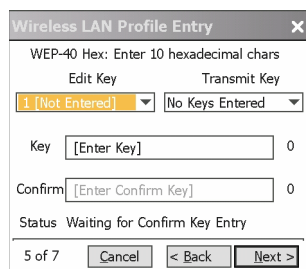 Wireless LAN Profile Entry X
WEP-40 Hex: Enter 10 hexadecimal chars
Edit Key Transmit Key
1 [Not Entered] No Keys Entered
Key [Enter Key] 0
Confirm [Enter Confirm Key] 0
Status Waiting for Confirm Key Entry
5 of 7 Cancel < Back Next >